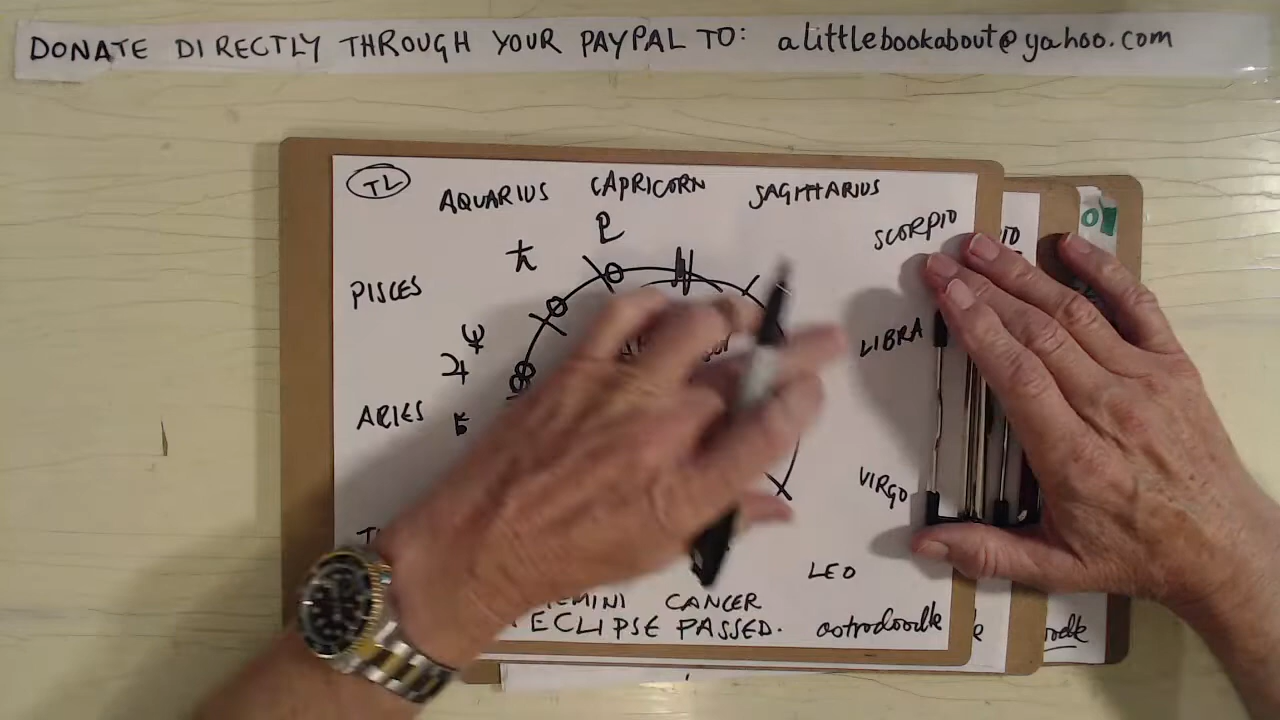 DONATE DIRECTLY THROUGH YOUR PAYPAL TO: alittlebookabout@yahoo.com
TL
AQUARIUS CAPRICORN SAGITTARIUS
SCORPIO
PISCES
LIBRA
ARIES
VIRGO
LEO
CANCER
ECLIPSE PASSED. astrodoodle